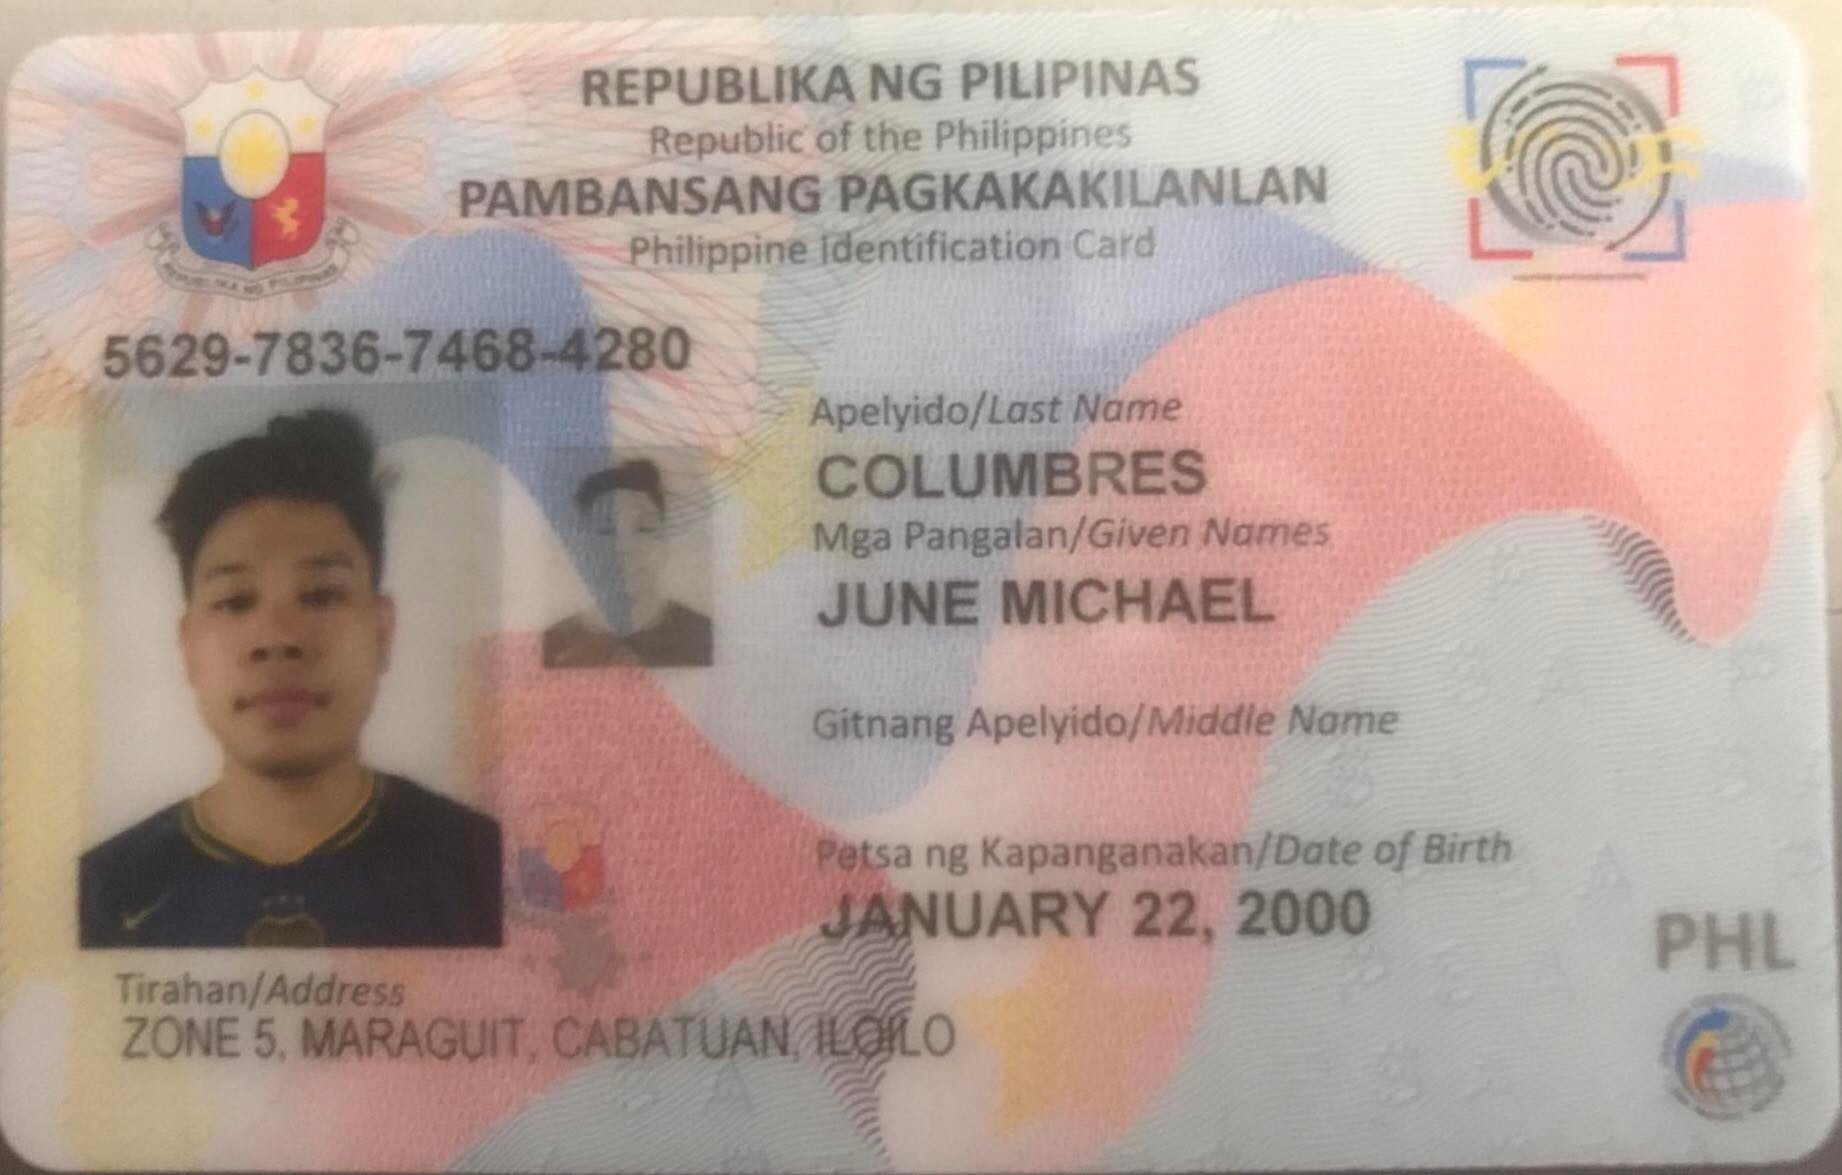 REPUBLIKA NG PILIPINAS
Republic of the Philippines
PAMBANSANG PAGKAKAKILANLAN
Philippine Identification Card
REPUBLIKA NG PILIPINAS
5629-7836-7468-4280
Apelyido/Last Name
COLUMBRES
Mga Pangalan/Given Names
JUNE MICHAEL
Gitnang Apelyido/Middle Name
Petsa ng Kapanganakan/Date of Birth
JANUARY 22, 2000
PHL
Tirahan/Address
ZONE 5, MARAGUIT, CABATUAN, ILOILO